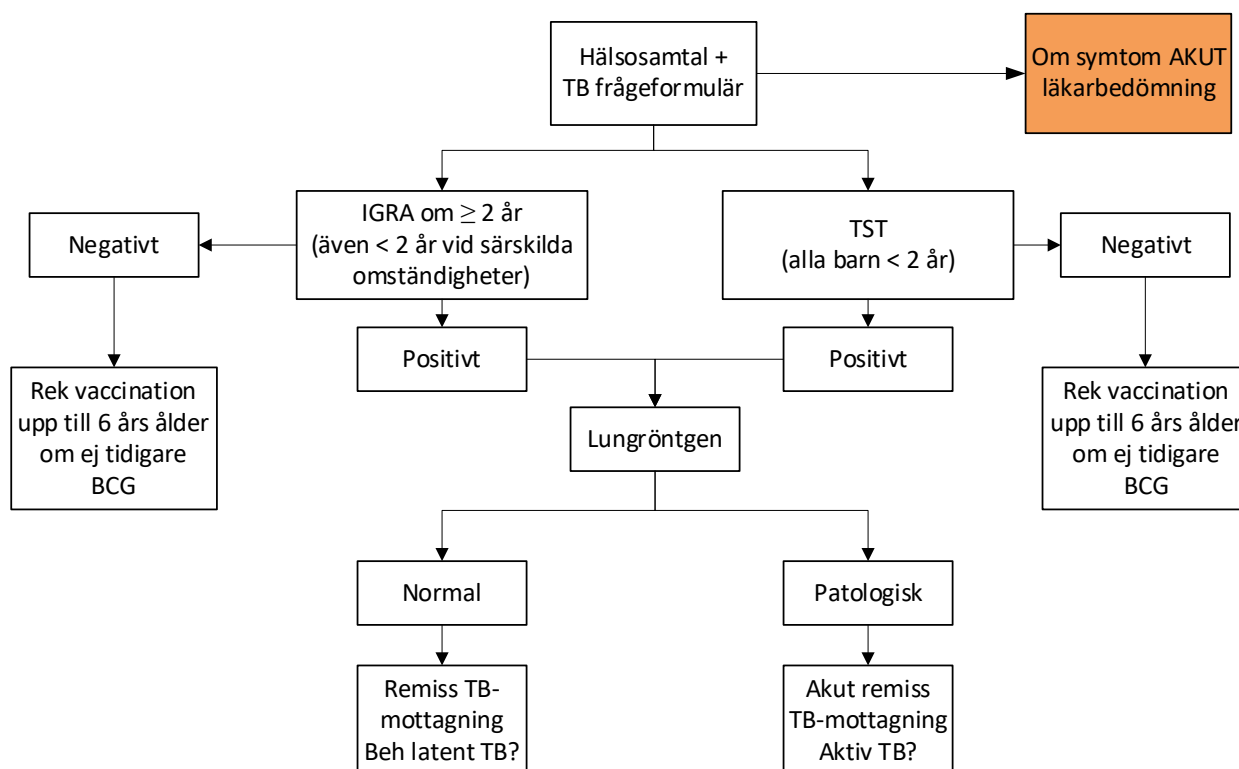 Hälsosamtal +
TB frågeformulär
Om symtom AKUT
läkarbedömning
IGRA om ≥ 2 år
(även < 2 år vid särskilda
omständigheter)
TST
(alla barn < 2 år)
Negativt
Negativt
Positivt
Positivt
Rek vaccination
upp till 6 års ålder
om ej tidigare
BCG
Rek vaccination
upp till 6 års ålder
om ej tidigare
BCG
Lungröntgen
Normal
Patologisk
Remiss TB-
mottagning
Beh latent TB?
Akut remiss
TB-mottagning
Aktiv TB?